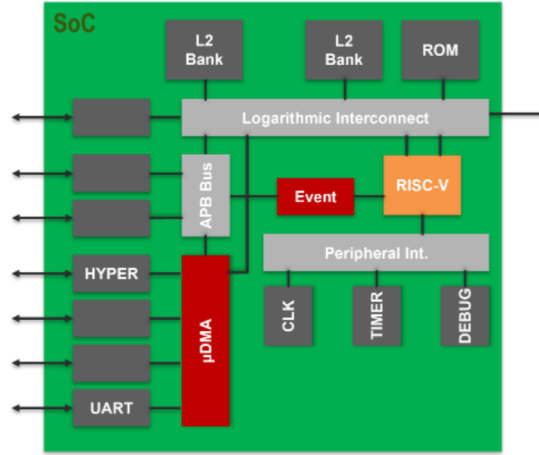 SoC
L2
Bank
L2
Bank
ROM
Logarithmic Interconnect
APB Bus
Event
RISC-V
Peripheral Int.
HYPER
μDMA
CLK
TIMER
DEBUG
UART